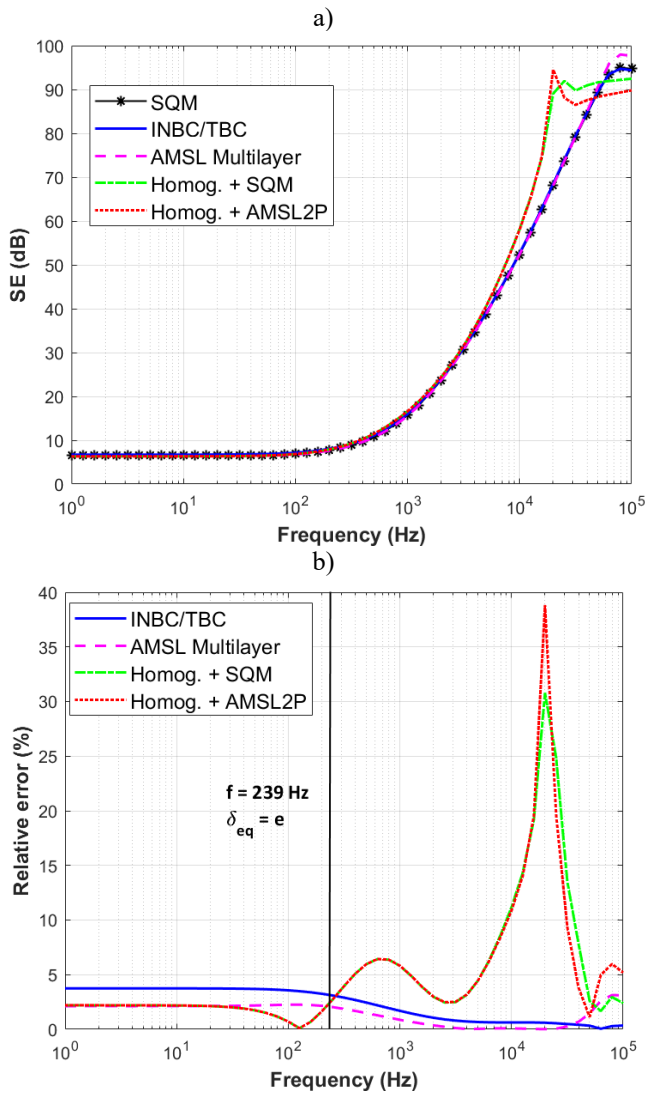 a)
100
90
80
70
60
50
40
30
20
10
0
SE (dB)
SQM
INBC/TBC
AMSL Multilayer
Homog. + SQM
Homog. + AMSL2P
10^0 10^1 10^2 10^3 10^4 10^5
Frequency (Hz)
b)
40
35
30
25
20
15
10
5
0
Relative error (%)
INBC/TBC
AMSL Multilayer
Homog. + SQM
Homog. + AMSL2P
f = 239 Hz
δ_eq = e
10^0 10^1 10^2 10^3 10^4 10^5
Frequency (Hz)